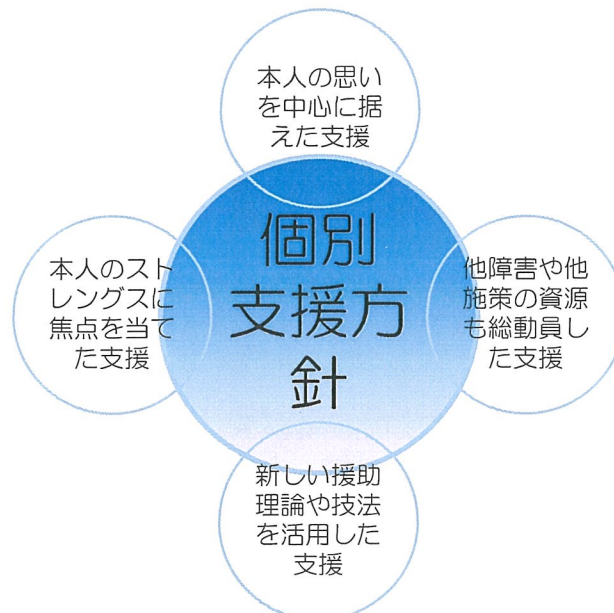 本人の思い
を中心に据
えた支援
個別
支援方
針
本人のスト
レングスに
焦点を当て
た支援
他障害や他
施策の資源
も総動員し
た支援
新しい援助
理論や技法
を活用した
支援